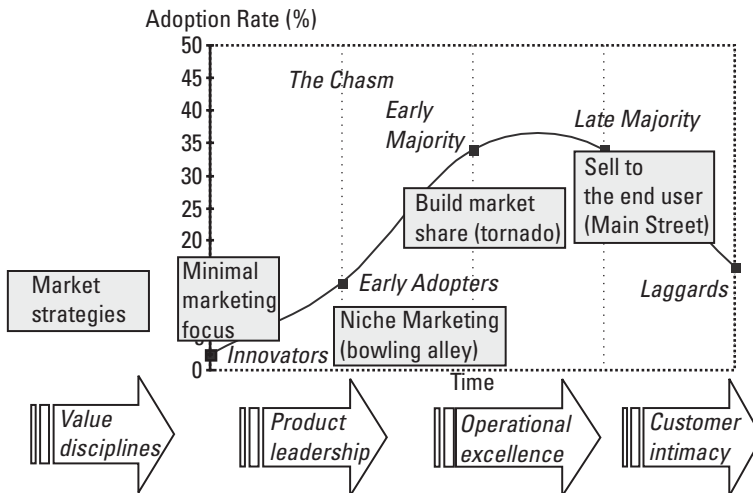 Adoption Rate (%)
50
45
40
35
30
25
20
0
The Chasm
Early
Majority
Late Majority
Sell to
the end user
(Main Street)
Build market
share (tornado)
Market
strategies
Minimal
marketing
focus
Early Adopters
Laggards
Niche Marketing
(bowling alley)
Innovators
Time
Value
disciplines
Product
leadership
Operational
excellence
Customer
intimacy